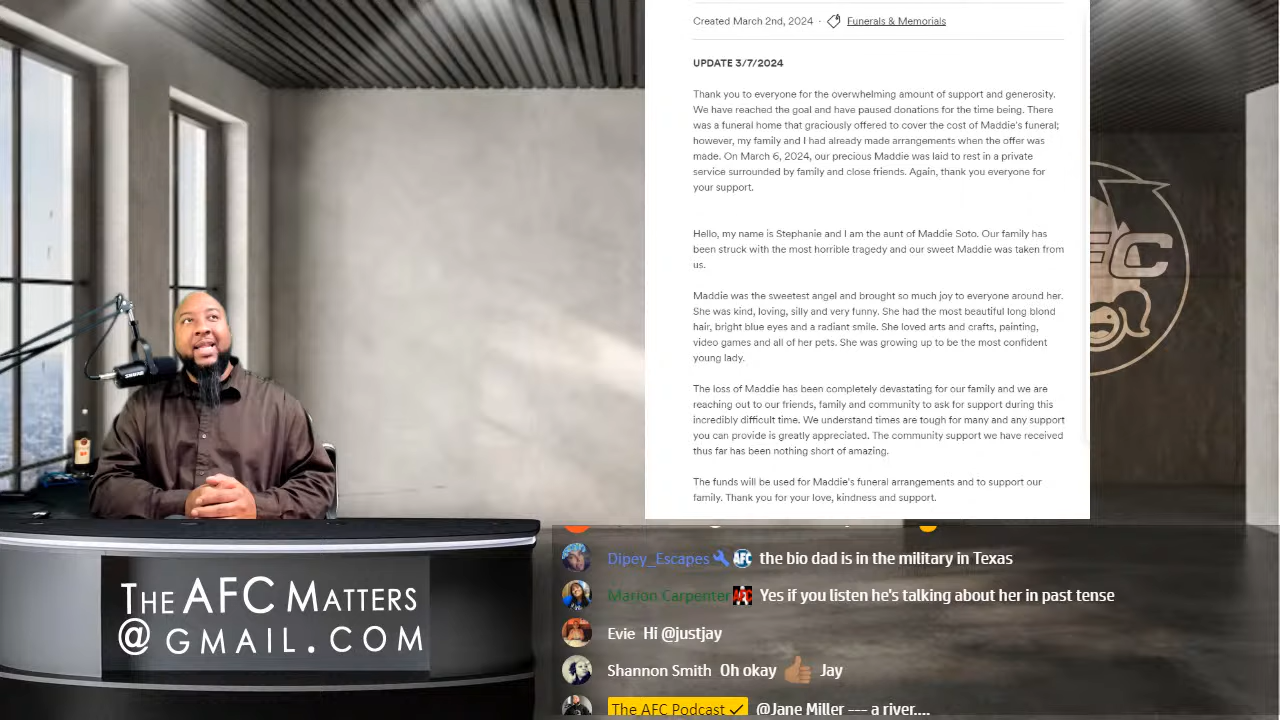 Created March 2nd, 2024 · Funerals & Memorials
UPDATE 3/7/2024
Thank you to everyone for the overwhelming amount of support and generosity.
We have reached the goal and have paused donations for the time being. There
was a funeral home that graciously offered to cover the cost of Maddie's funeral;
however, my family and I had already made arrangements when the offer was
made. On March 6, 2024, our precious Maddie was laid to rest in a private
service surrounded by family and close friends. Again, thank you everyone for
your support.
Hello, my name is Stephanie and I am the aunt of Maddie Soto. Our family has
been struck with the most horrible tragedy and our sweet Maddie was taken from
us.
Maddie was the sweetest angel and brought so much joy to everyone around her.
She was kind, loving, silly and very funny. She had the most beautiful long blond
hair, bright blue eyes and a radiant smile. She loved arts and crafts, painting,
video games and all of her pets. She was growing up to be the most confident
young lady.
The loss of Maddie has been completely devastating for our family and we are
reaching out to our friends, family and community to ask for support during this
incredibly difficult time. We understand times are tough for many and any support
you can provide is greatly appreciated. The community support we have received
thus far has been nothing short of amazing.
The funds will be used for Maddie's funeral arrangements and to support our
family. Thank you for your love, kindness and support.
FC
SHURE
THE AFC MATTERS
@ GMAIL.COM
Dipey_Escapes AFC the bio dad is in the military in Texas
Marion Carpenter Yes if you listen he's talking about her in past tense
Evie Hi @justjay
Shannon Smith Oh okay Jay
The AFC Podcast @Jane Miller --- a river....